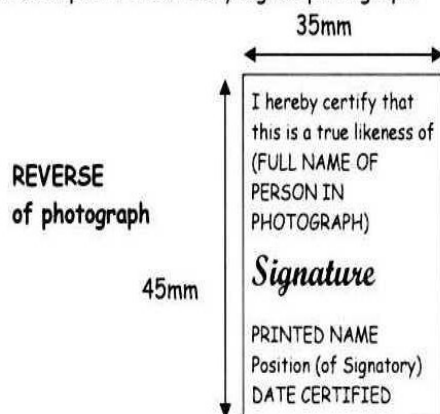 35mm
I hereby certify that
this is a true likeness of
(FULL NAME OF
PERSON IN
PHOTOGRAPH)
REVERSE
of photograph
Signature
45mm
PRINTED NAME
Position (of Signatory)
DATE CERTIFIED